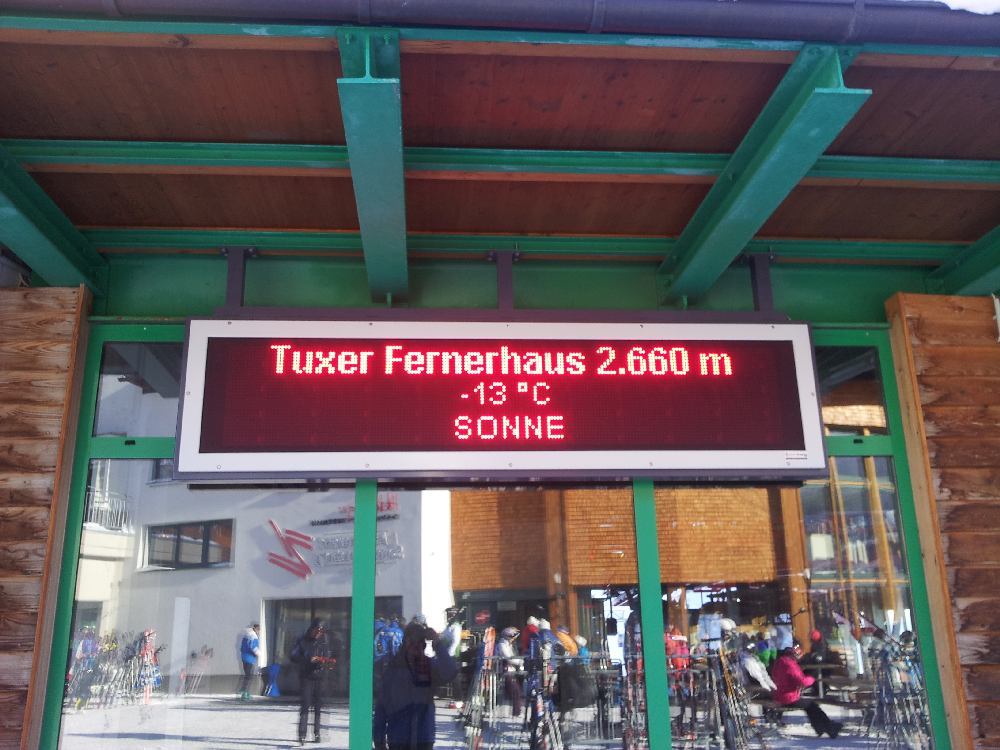 Tuxer Fernerhaus 2.660 m
-13 °C
SONNE